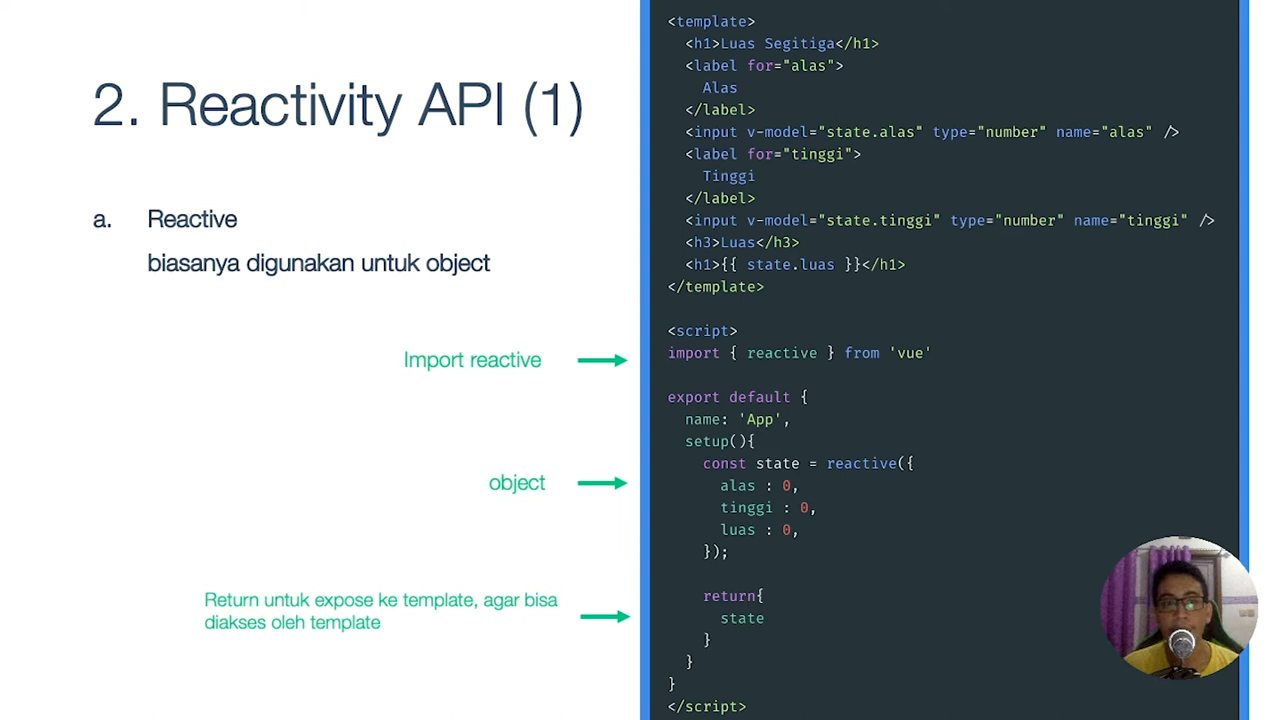 2. Reactivity API (1)
a. Reactive
biasanya digunakan untuk object
Import reactive
object
Return untuk expose ke template, agar bisa
diakses oleh template
<template>
<h1>Luas Segitiga</h1>
<label for="alas">
Alas
</label>
<input v-model="state.alas" type="number" name="alas" />
<label for="tinggi">
Tinggi
</label>
<input v-model="state.tinggi" type="number" name="tinggi" />
<h3>Luas</h3>
<h1>{{ state.luas }}</h1>
</template>
<script>
import { reactive } from 'vue'
export default {
name: 'App',
setup(){
const state = reactive({
alas : 0,
tinggi : 0,
luas : 0,
});
return{
state
}
}
}
</script>